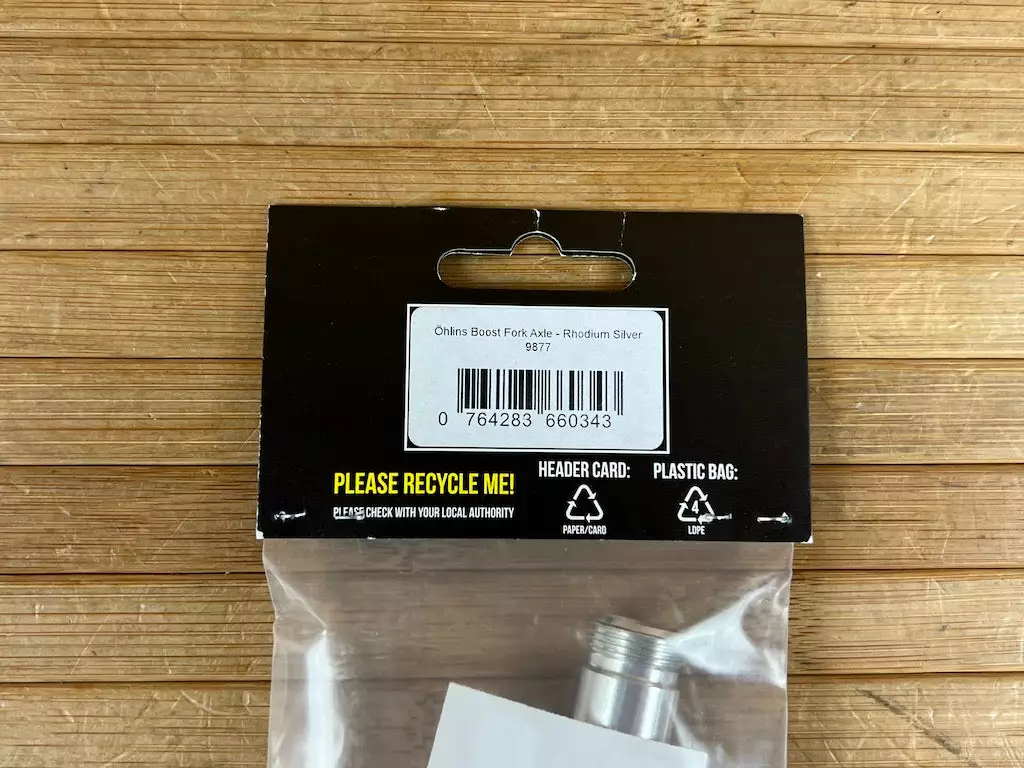 Öhlins Boost Fork Axle - Rhodium Silver
9877
0 764283 660343
PLEASE RECYCLE ME!
PLEASE CHECK WITH YOUR LOCAL AUTHORITY
HEADER CARD:
PAPER/CARD
PLASTIC BAG:
4
LDPE